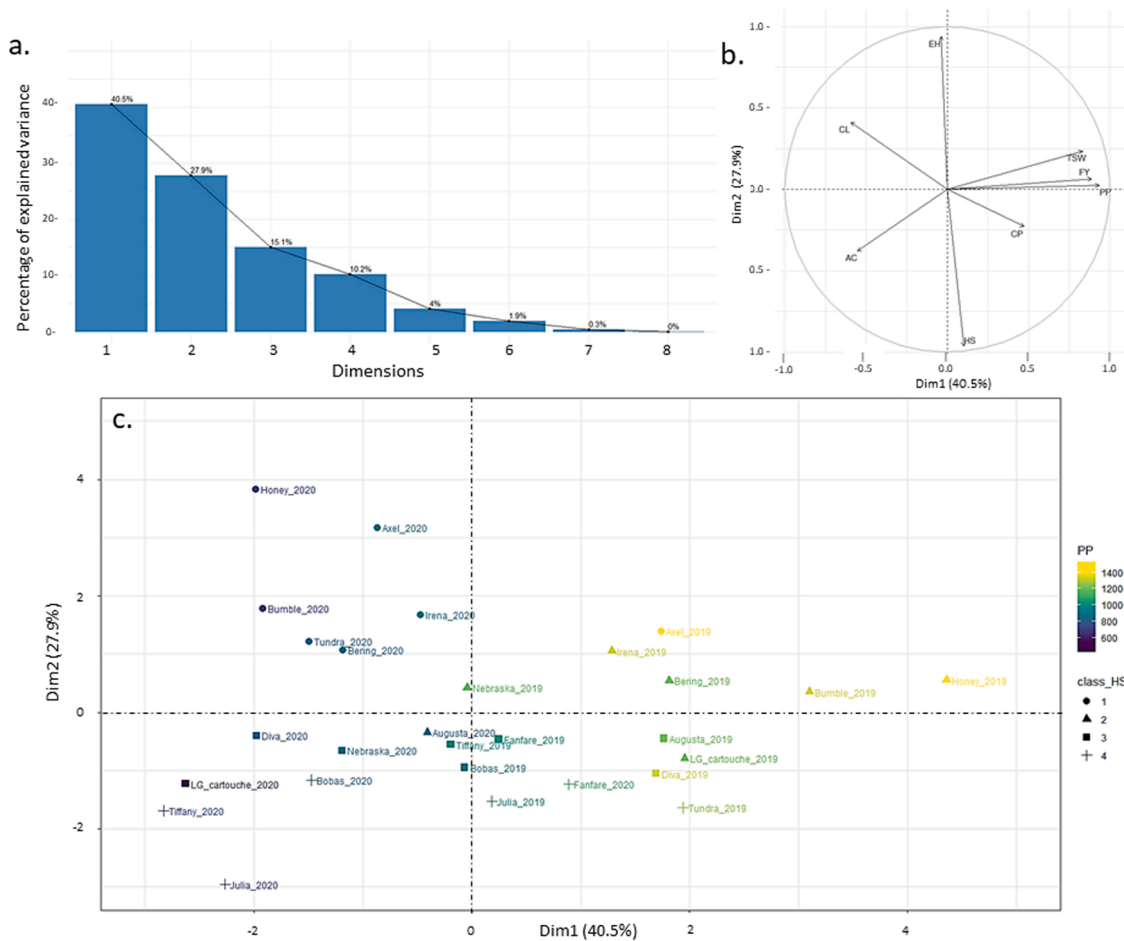 a.
Percentage of explained variance
40-
30-
20-
10-
0-
40.5%
27.9%
15.1%
10.2%
4%
1.9%
0.3%
0%
1 2 3 4 5 6 7 8
Dimensions
b.
Dim2 (27.9%)
1.0-
0.5-
0.0-
0.5-
1.0-
EH
CL
TSW
FY
PP
CP
AC
HS
-1.0 -0.5 0.0 0.5 1.0
Dim1 (40.5%)
c.
Dim2 (27.9%)
4
2
0
-2
Honey_2020
Axel_2020
Bumble_2020
Irena_2020
Tundra_2020
Bering_2020
Axel_2019
Irena_2019
Nebraska_2019
Bering_2019
Bumble_2019
Honey_2019
Diva_2020
Augusta_2020
Nebraska_2020
Tiffany_2019
Fanfare_2019
Augusta_2019
Bobas_2019
LG_cartouche_2019
Diva_2019
LG_cartouche_2020
Bobas_2020
Fanfare_2020
Tiffany_2020
Julia_2019
Tundra_2019
Julia_2020
-2 0 2 4
Dim1 (40.5%)
PP
1400
1200
1000
800
600
class_HS
1
2
3
4